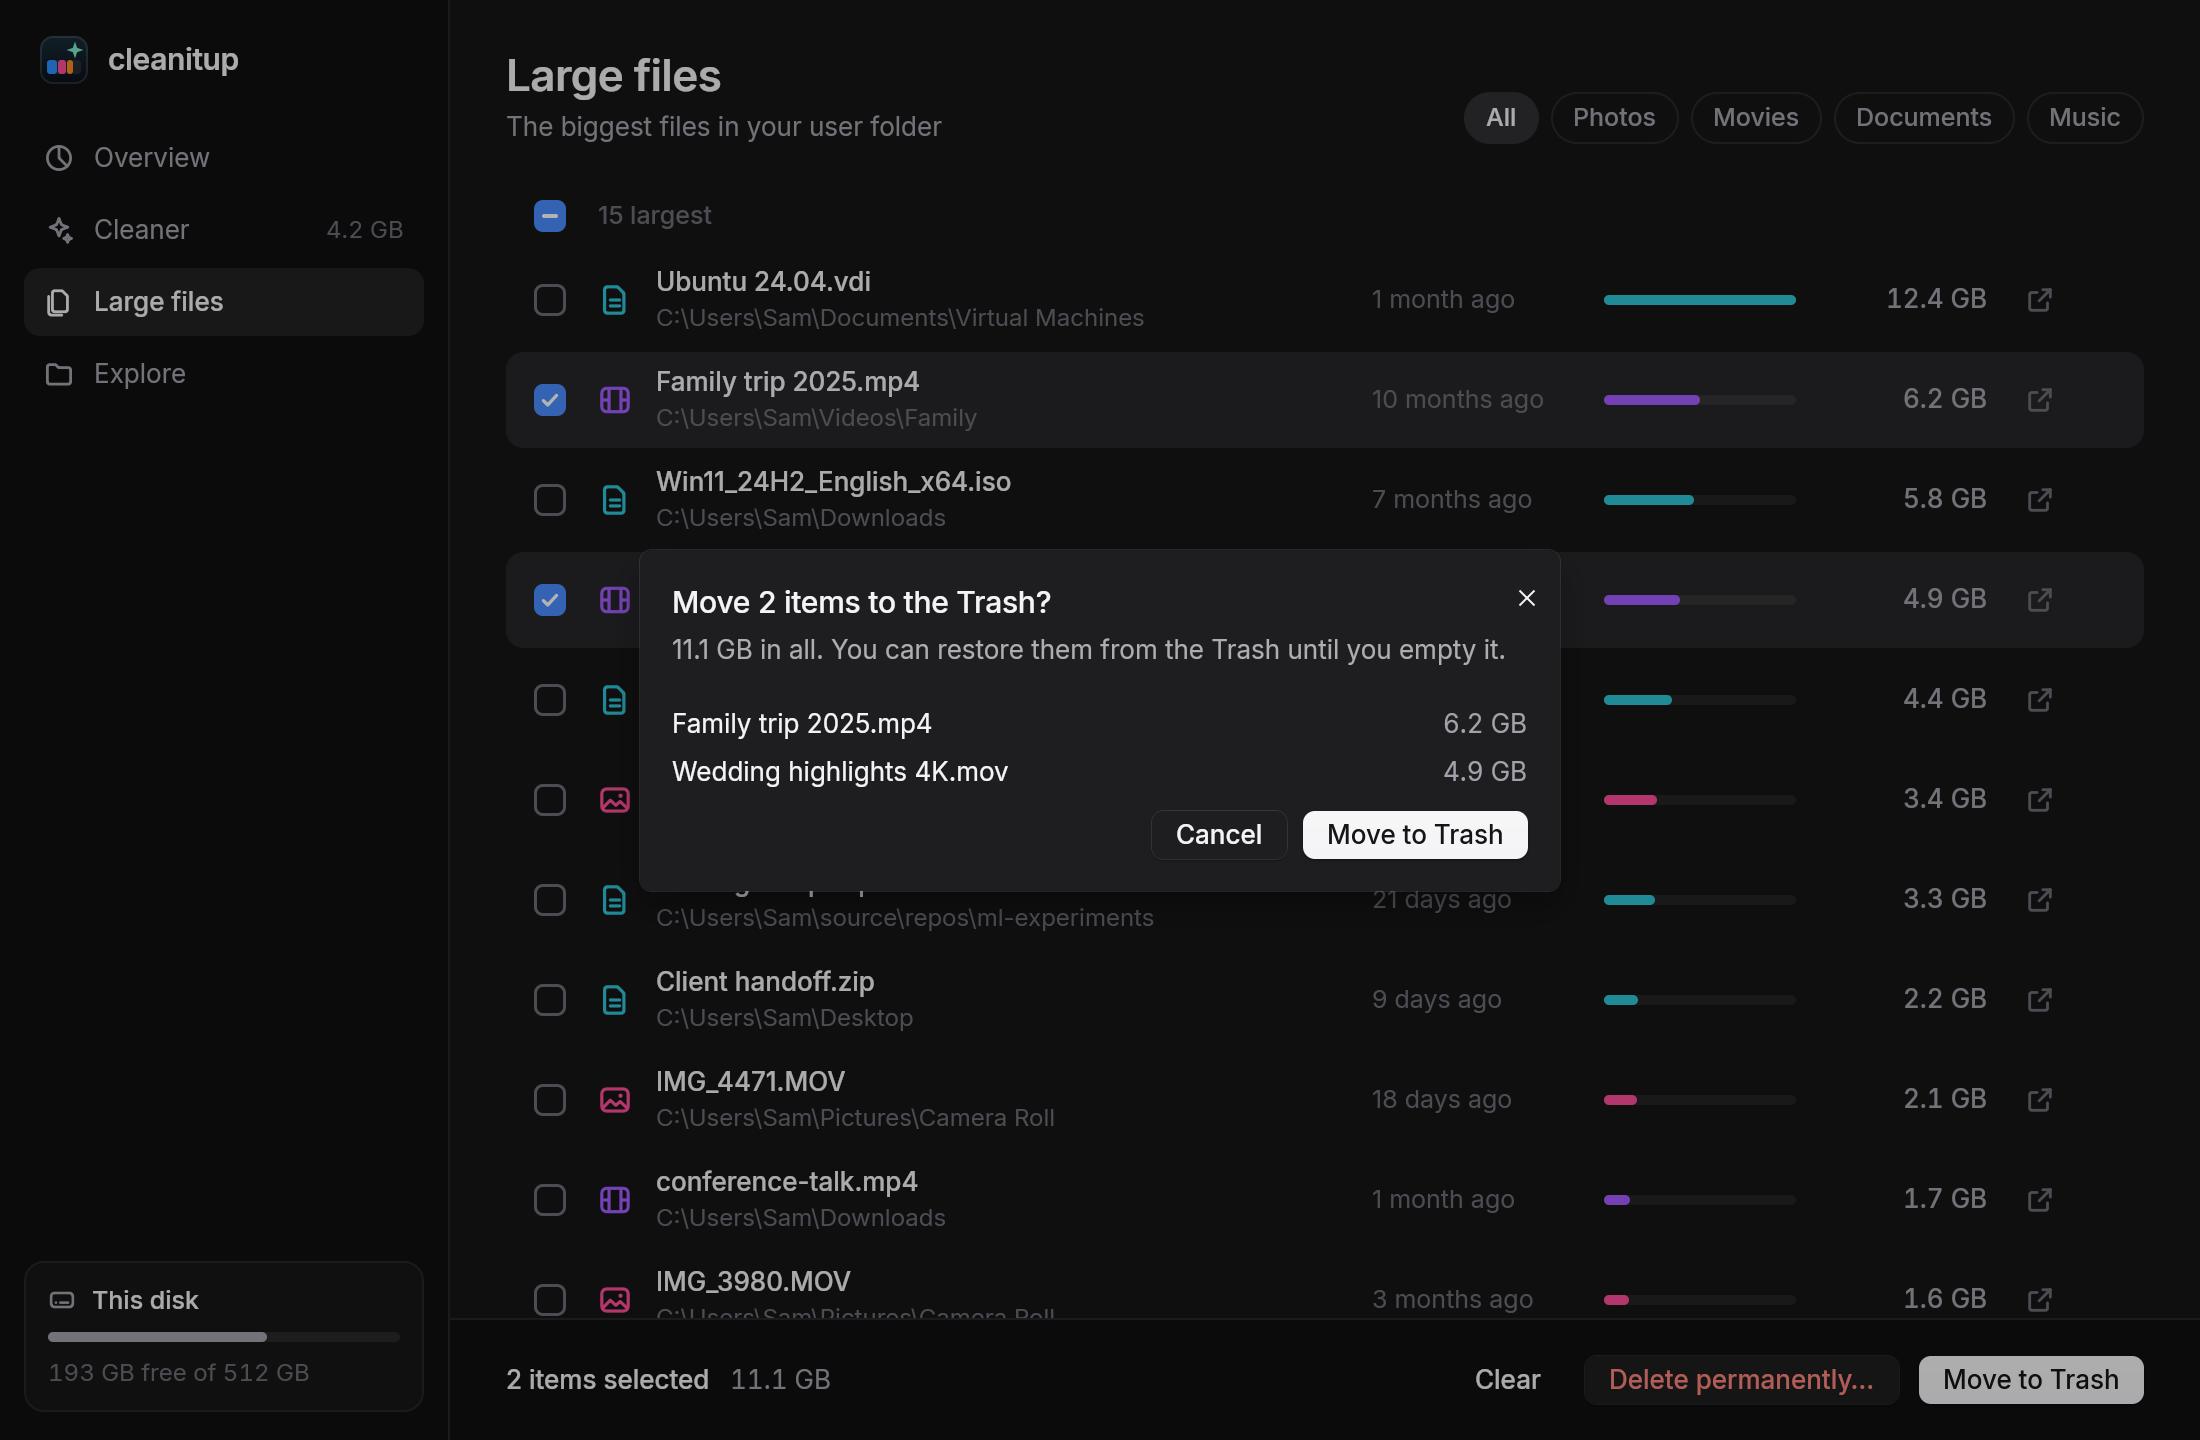 cleanitup
Overview
Cleaner 4.2 GB
Large files
Explore
This disk
193 GB free of 512 GB
Large files
The biggest files in your user folder
All Photos Movies Documents Music
15 largest
Ubuntu 24.04.vdi
C:\Users\Sam\Documents\Virtual Machines
1 month ago 12.4 GB
Family trip 2025.mp4
C:\Users\Sam\Videos\Family
10 months ago 6.2 GB
Win11_24H2_English_x64.iso
C:\Users\Sam\Downloads
7 months ago 5.8 GB
4.9 GB
4.4 GB
3.4 GB
Move 2 items to the Trash?
11.1 GB in all. You can restore them from the Trash until you empty it.
Family trip 2025.mp4 6.2 GB
Wedding highlights 4K.mov 4.9 GB
Cancel Move to Trash
C:\Users\Sam\source\repos\ml-experiments
21 days ago 3.3 GB
Client handoff.zip
C:\Users\Sam\Desktop
9 days ago 2.2 GB
IMG_4471.MOV
C:\Users\Sam\Pictures\Camera Roll
18 days ago 2.1 GB
conference-talk.mp4
C:\Users\Sam\Downloads
1 month ago 1.7 GB
IMG_3980.MOV
C:\Users\Sam\Pictures\Camera Roll
3 months ago 1.6 GB
2 items selected 11.1 GB
Clear Delete permanently... Move to Trash